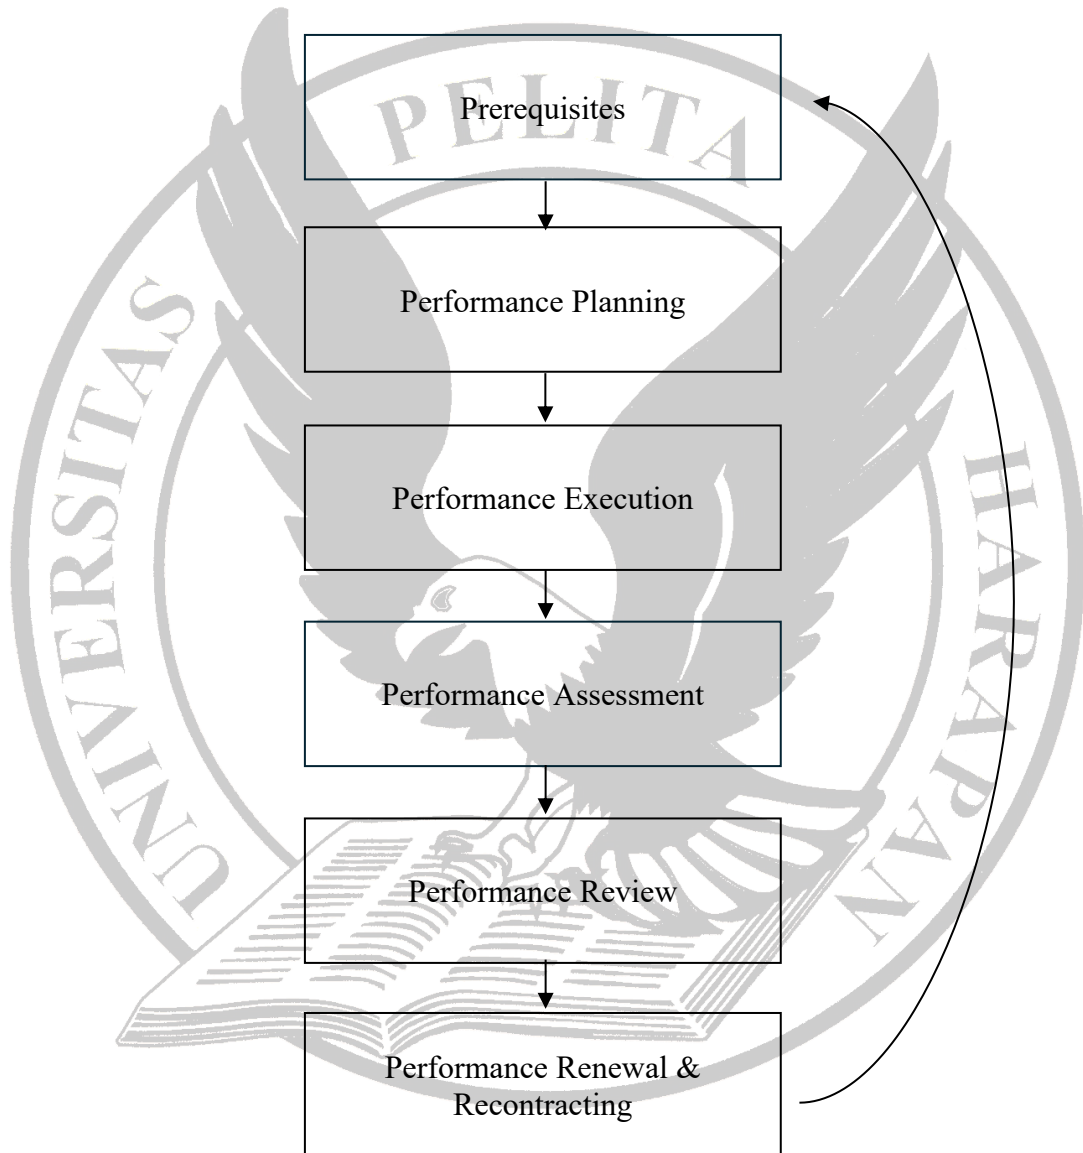 UNIVERSITAS PELITA HARAPAN
Prerequisites
Performance Planning
Performance Execution
Performance Assessment
Performance Review
Performance Renewal &
Recontracting